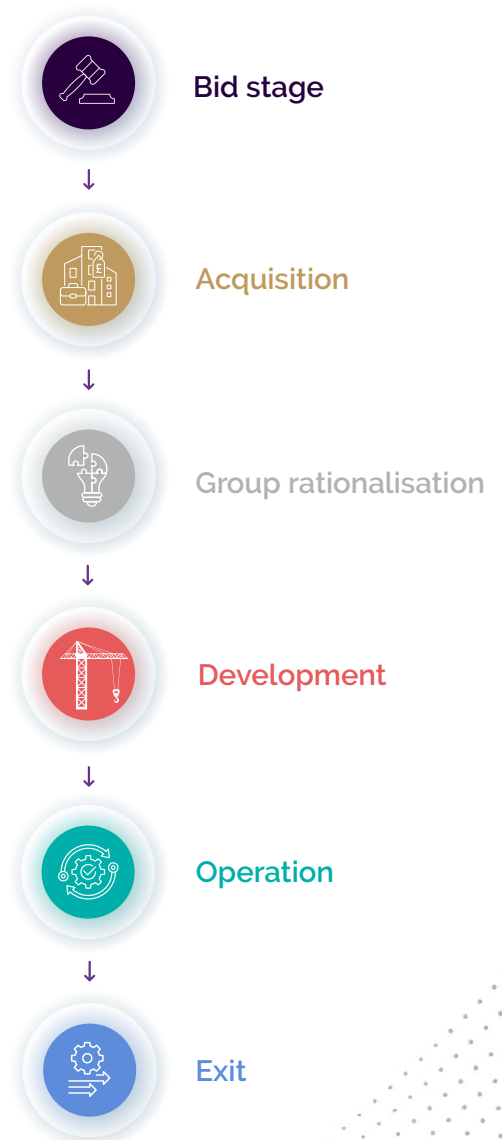 Bid stage
£
Acquisition
Group rationalisation
Development
Operation
Exit